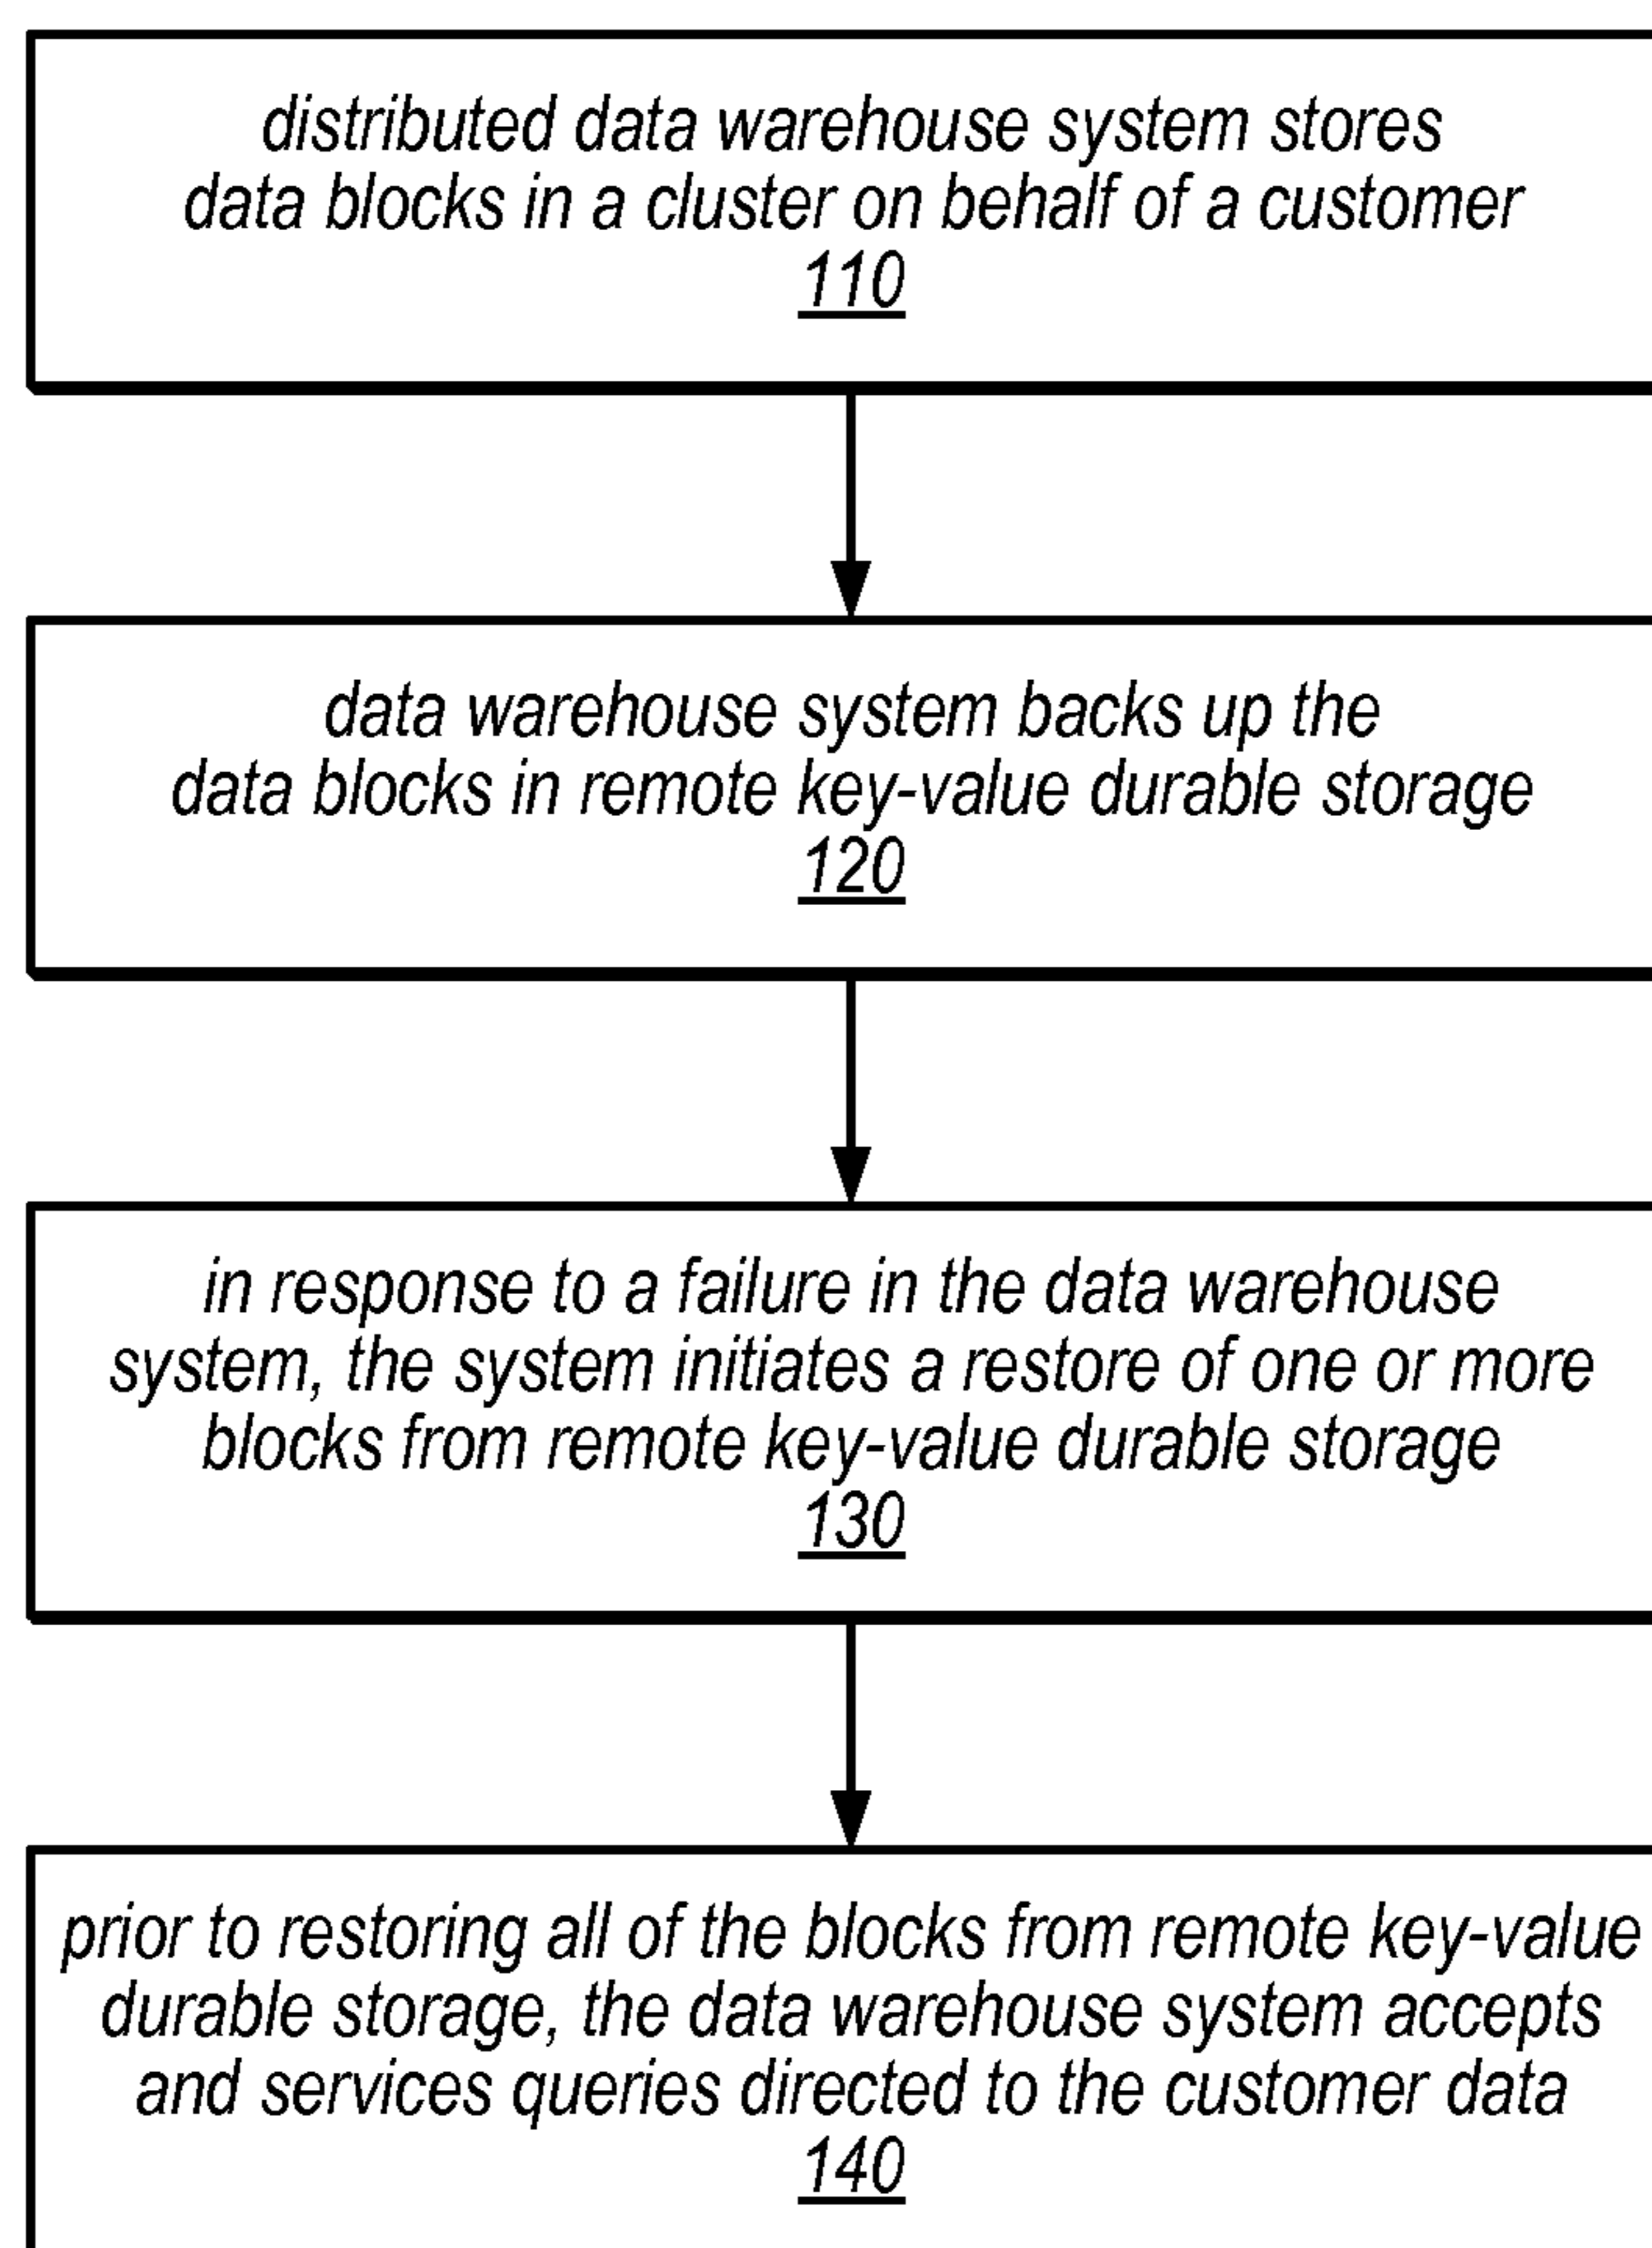 distributed data warehouse system stores
data blocks in a cluster on behalf of a customer
110
data warehouse system backs up the
data blocks in remote key-value durable storage
120
in response to a failure in the data warehouse
system, the system initiates a restore of one or more
blocks from remote key-value durable storage
130
prior to restoring all of the blocks from remote key-value
durable storage, the data warehouse system accepts
and services queries directed to the customer data
140